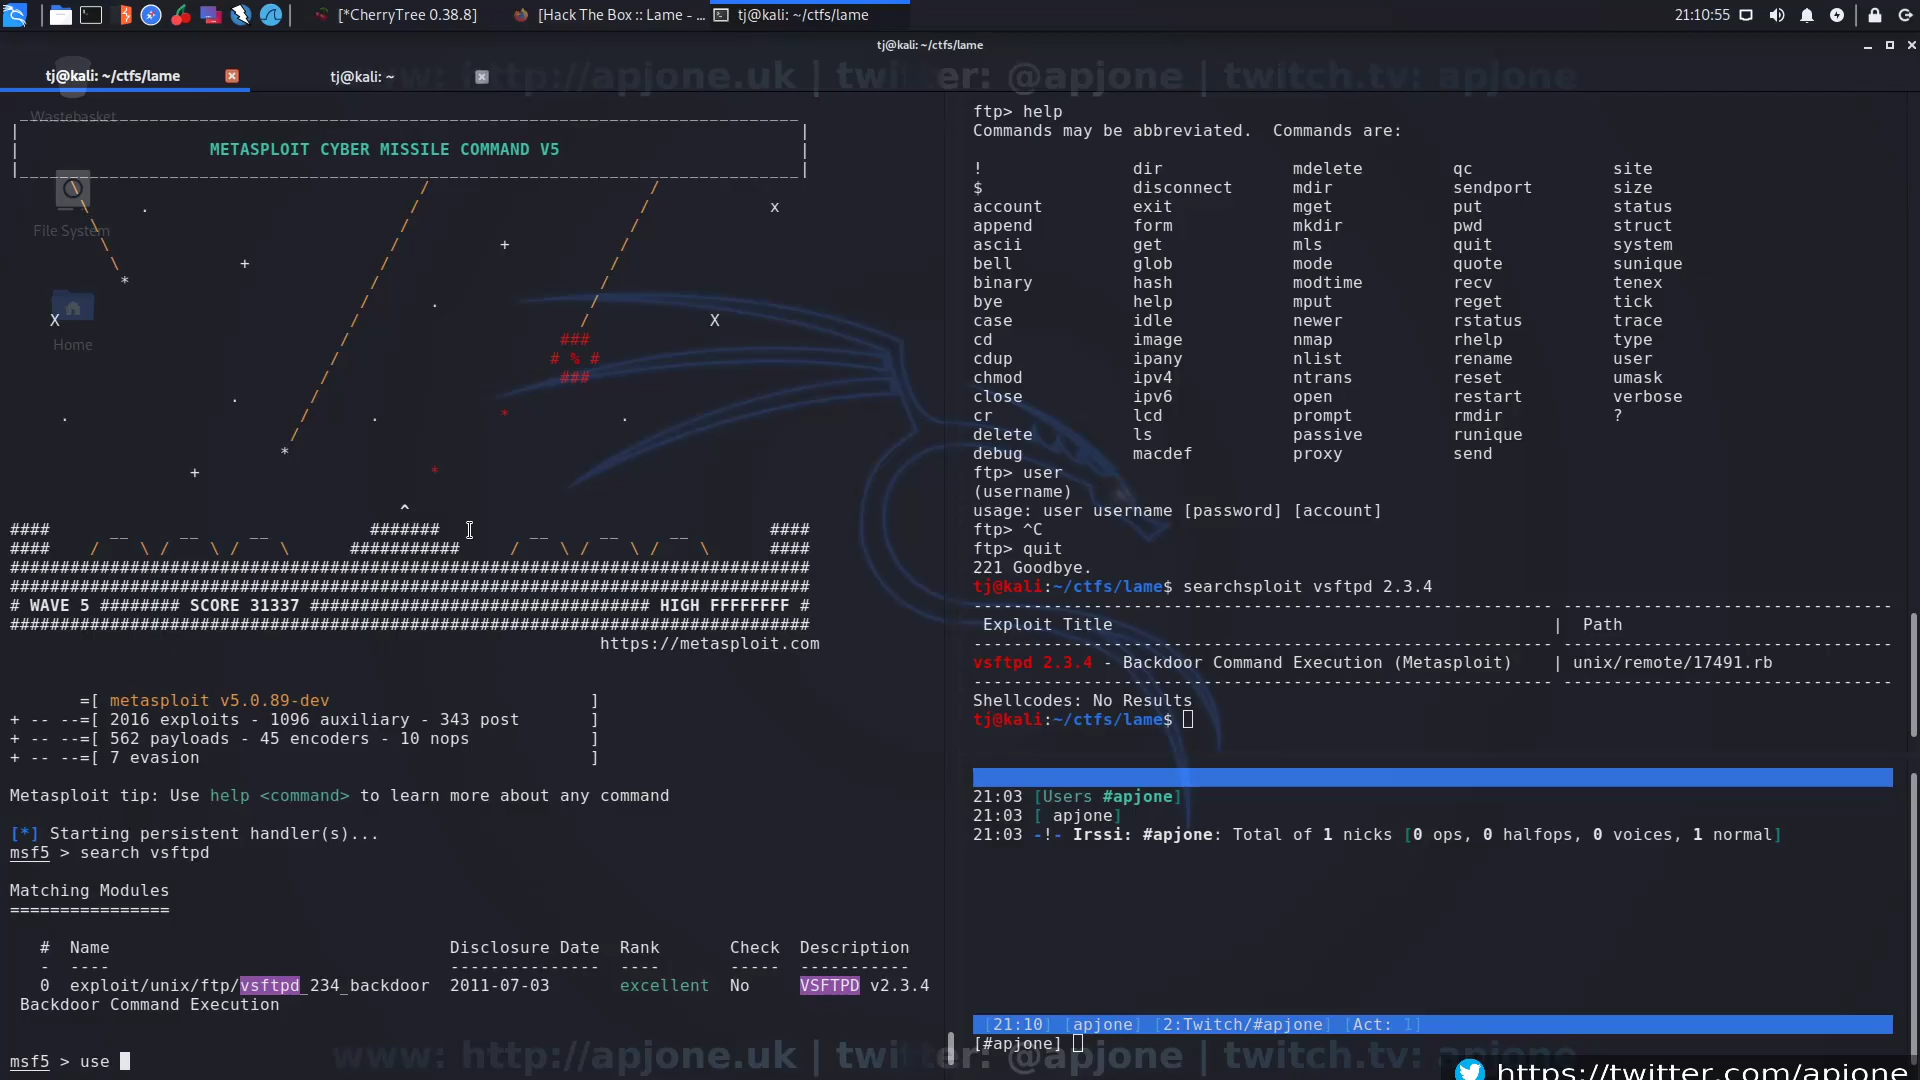 [*CherryTree 0.38.8]
[Hack The Box :: Lame - ...
tj@kali: ~/ctfs/lame
21:10:55
tj@kali: ~/ctfs/lame
tj@kali: ~/ctfs/lame
tj@kali: ~
www: http://apjone.uk | twitter: @apjone | twitch.tv: apjone
Wastebasket
File System
Home
METASPLOIT CYBER MISSILE COMMAND V5
# WAVE 5 ######## SCORE 31337 ################################## HIGH FFFFFFFF #
https://metasploit.com
=[ metasploit v5.0.89-dev ]
+ -- --=[ 2016 exploits - 1096 auxiliary - 343 post ]
+ -- --=[ 562 payloads - 45 encoders - 10 nops ]
+ -- --=[ 7 evasion ]
Metasploit tip: Use help <command> to learn more about any command
[*] Starting persistent handler(s)...
msf5 > search vsftpd
Matching Modules
================
# Name Disclosure Date Rank Check Description
- ---- --------------- ---- ----- -----------
0 exploit/unix/ftp/vsftpd_234_backdoor 2011-07-03 excellent No VSFTPD v2.3.4
Backdoor Command Execution
msf5 > use
ftp> help
Commands may be abbreviated. Commands are:
! dir mdelete qc site
$ disconnect mdir sendport size
account exit mget put status
append form mkdir pwd struct
ascii get mls quit system
bell glob mode quote sunique
binary hash modtime recv tenex
bye help mput reget tick
case idle newer rstatus trace
cd image nmap rhelp type
cdup ipany nlist rename user
chmod ipv4 ntrans reset umask
close ipv6 open restart verbose
cr lcd prompt rmdir ?
delete ls passive runique
debug macdef proxy send
ftp> user
(username)
usage: user username [password] [account]
ftp> ^C
ftp> quit
221 Goodbye.
tj@kali:~/ctfs/lame$ searchsploit vsftpd 2.3.4
Exploit Title | Path
vsftpd 2.3.4 - Backdoor Command Execution (Metasploit) | unix/remote/17491.rb
Shellcodes: No Results
tj@kali:~/ctfs/lame$
21:03 [Users #apjone]
21:03 [ apjone]
21:03 -!- Irssi: #apjone: Total of 1 nicks [0 ops, 0 halfops, 0 voices, 1 normal]
[21:10] [apjone] [2:Twitch/#apjone] [Act: 1]
[#apjone]
www: http://apjone.uk | twitter: @apjone | twitch.tv: apjone
https://twitter.com/apjone